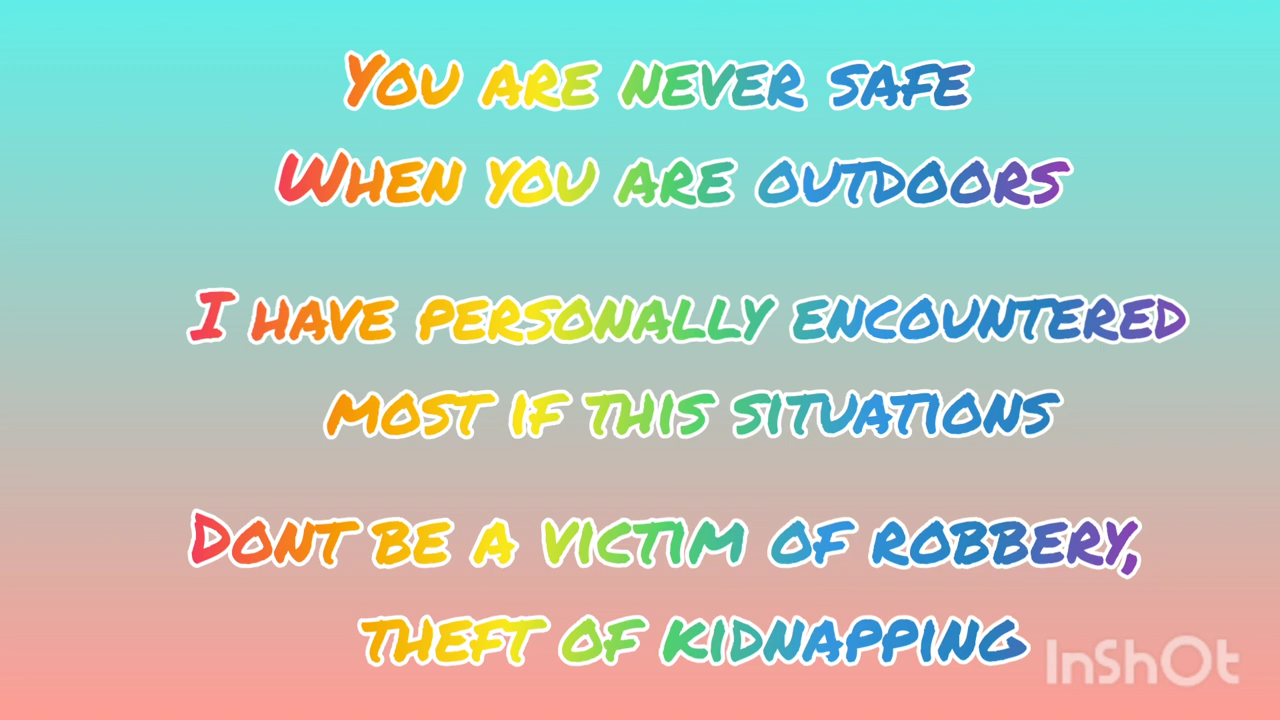 You are never safe
When you are outdoors
I have personally encountered
most if this situations
Dont be a victim of robbery,
theft of kidnapping
InShOt